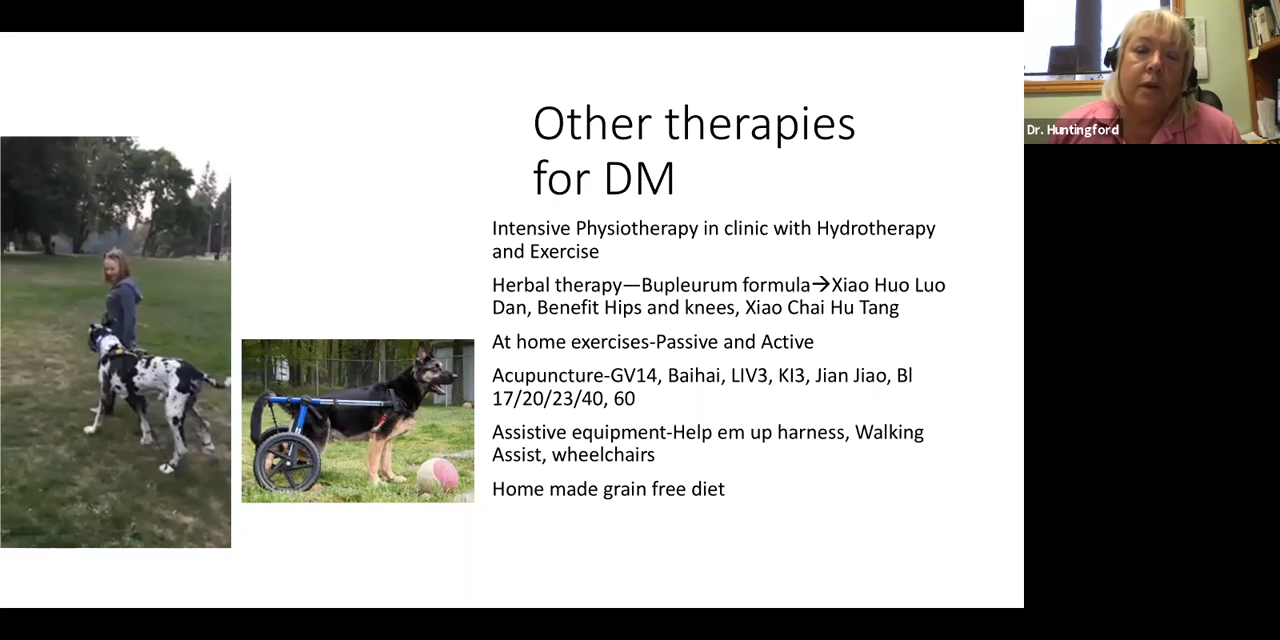 Other therapies
for DM
Intensive Physiotherapy in clinic with Hydrotherapy
and Exercise
Herbal therapy—Bupleurum formula→Xiao Huo Luo
Dan, Benefit Hips and knees, Xiao Chai Hu Tang
At home exercises-Passive and Active
Acupuncture-GV14, Baihai, LIV3, KI3, Jian Jiao, Bl
17/20/23/40, 60
Assistive equipment-Help em up harness, Walking
Assist, wheelchairs
Home made grain free diet
Dr. Huntingford